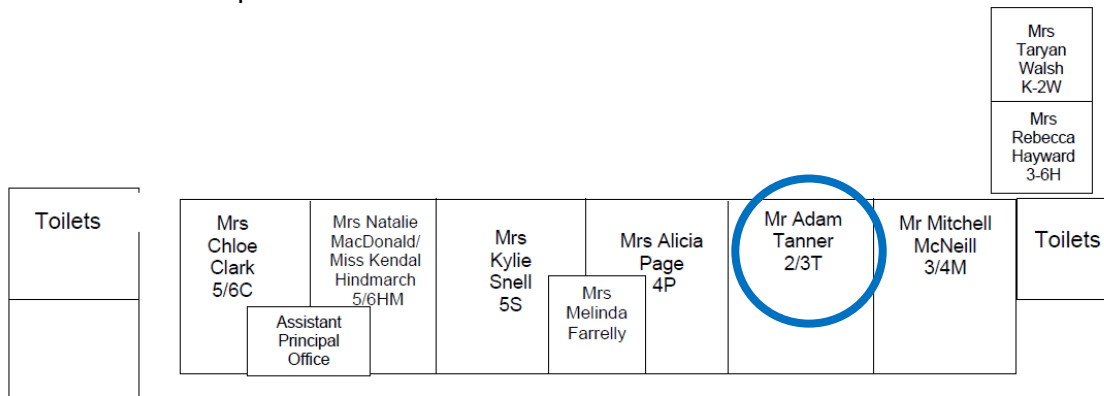 Mrs
Taryan
Walsh
K-2W
Mrs
Rebecca
Hayward
3-6H
Toilets
Mrs
Chloe
Clark
5/6C
Mrs Natalie
MacDonald/
Miss Kendal
Hindmarch
5/6HM
Assistant
Principal
Office
Mrs
Kylie
Snell
5S
Mrs Alicia
Page
4P
Mrs
Melinda
Farrelly
Mr Adam
Tanner
2/3T
Mr Mitchell
McNeill
3/4M
Toilets